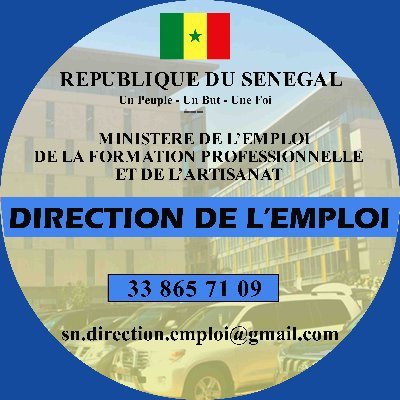 REPUBLIQUE DU SENEGAL
Un Peuple - Un But - Une Foi
MINISTERE DE L'EMPLOI
DE LA FORMATION PROFESSIONNELLE
ET DE L'ARTISANAT
DIRECTION DE L'EMPLOI
33 865 71 09
sn.direction.emploi@gmail.com